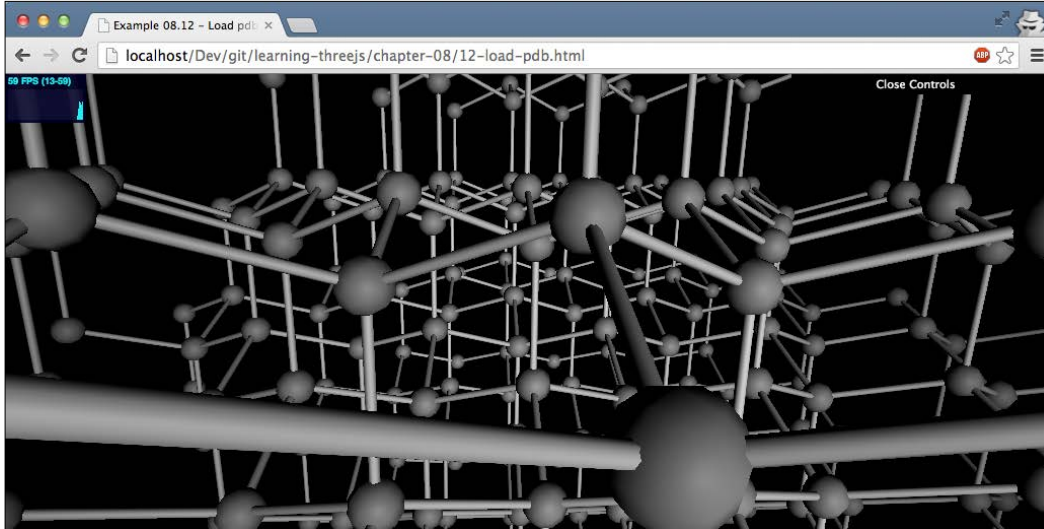 Example 08.12 – Load pdb
localhost/Dev/git/learning-threejs/chapter-08/12-load-pdb.html
ABP
59 FPS (13-59)
Close Controls